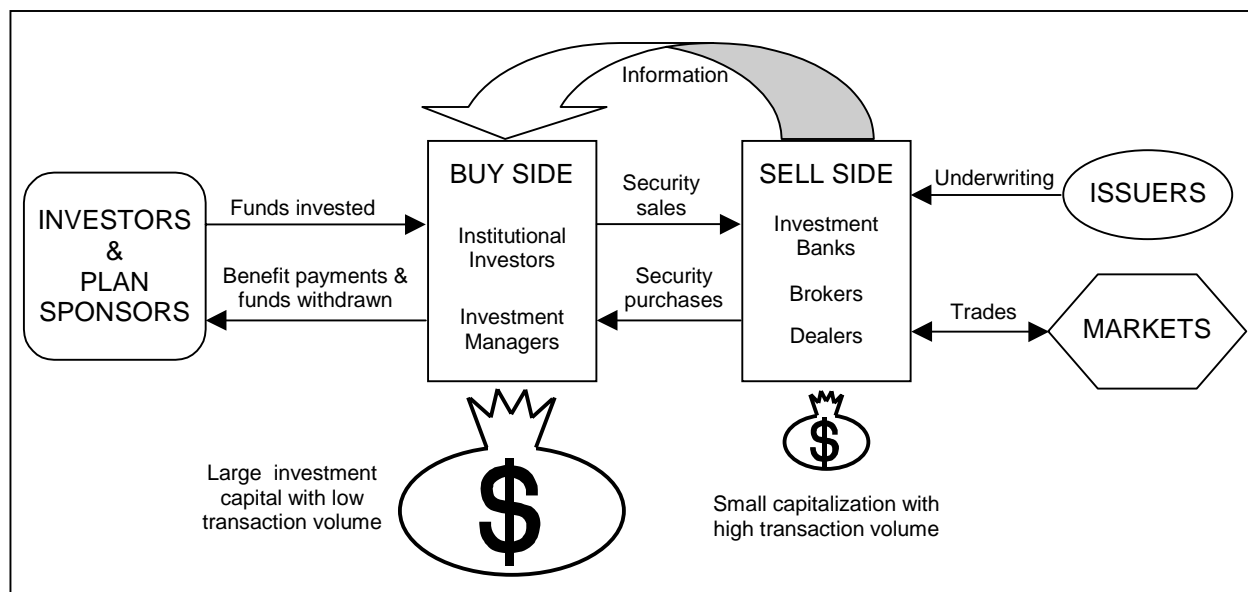 Information
INVESTORS
&
PLAN
SPONSORS
Funds invested
Benefit payments &
funds withdrawn
BUY SIDE
Institutional
Investors
Investment
Managers
Security
sales
Security
purchases
SELL SIDE
Investment
Banks
Brokers
Dealers
Underwriting
ISSUERS
Trades
MARKETS
Large investment
capital with low
transaction volume
$
$
Small capitalization with
high transaction volume